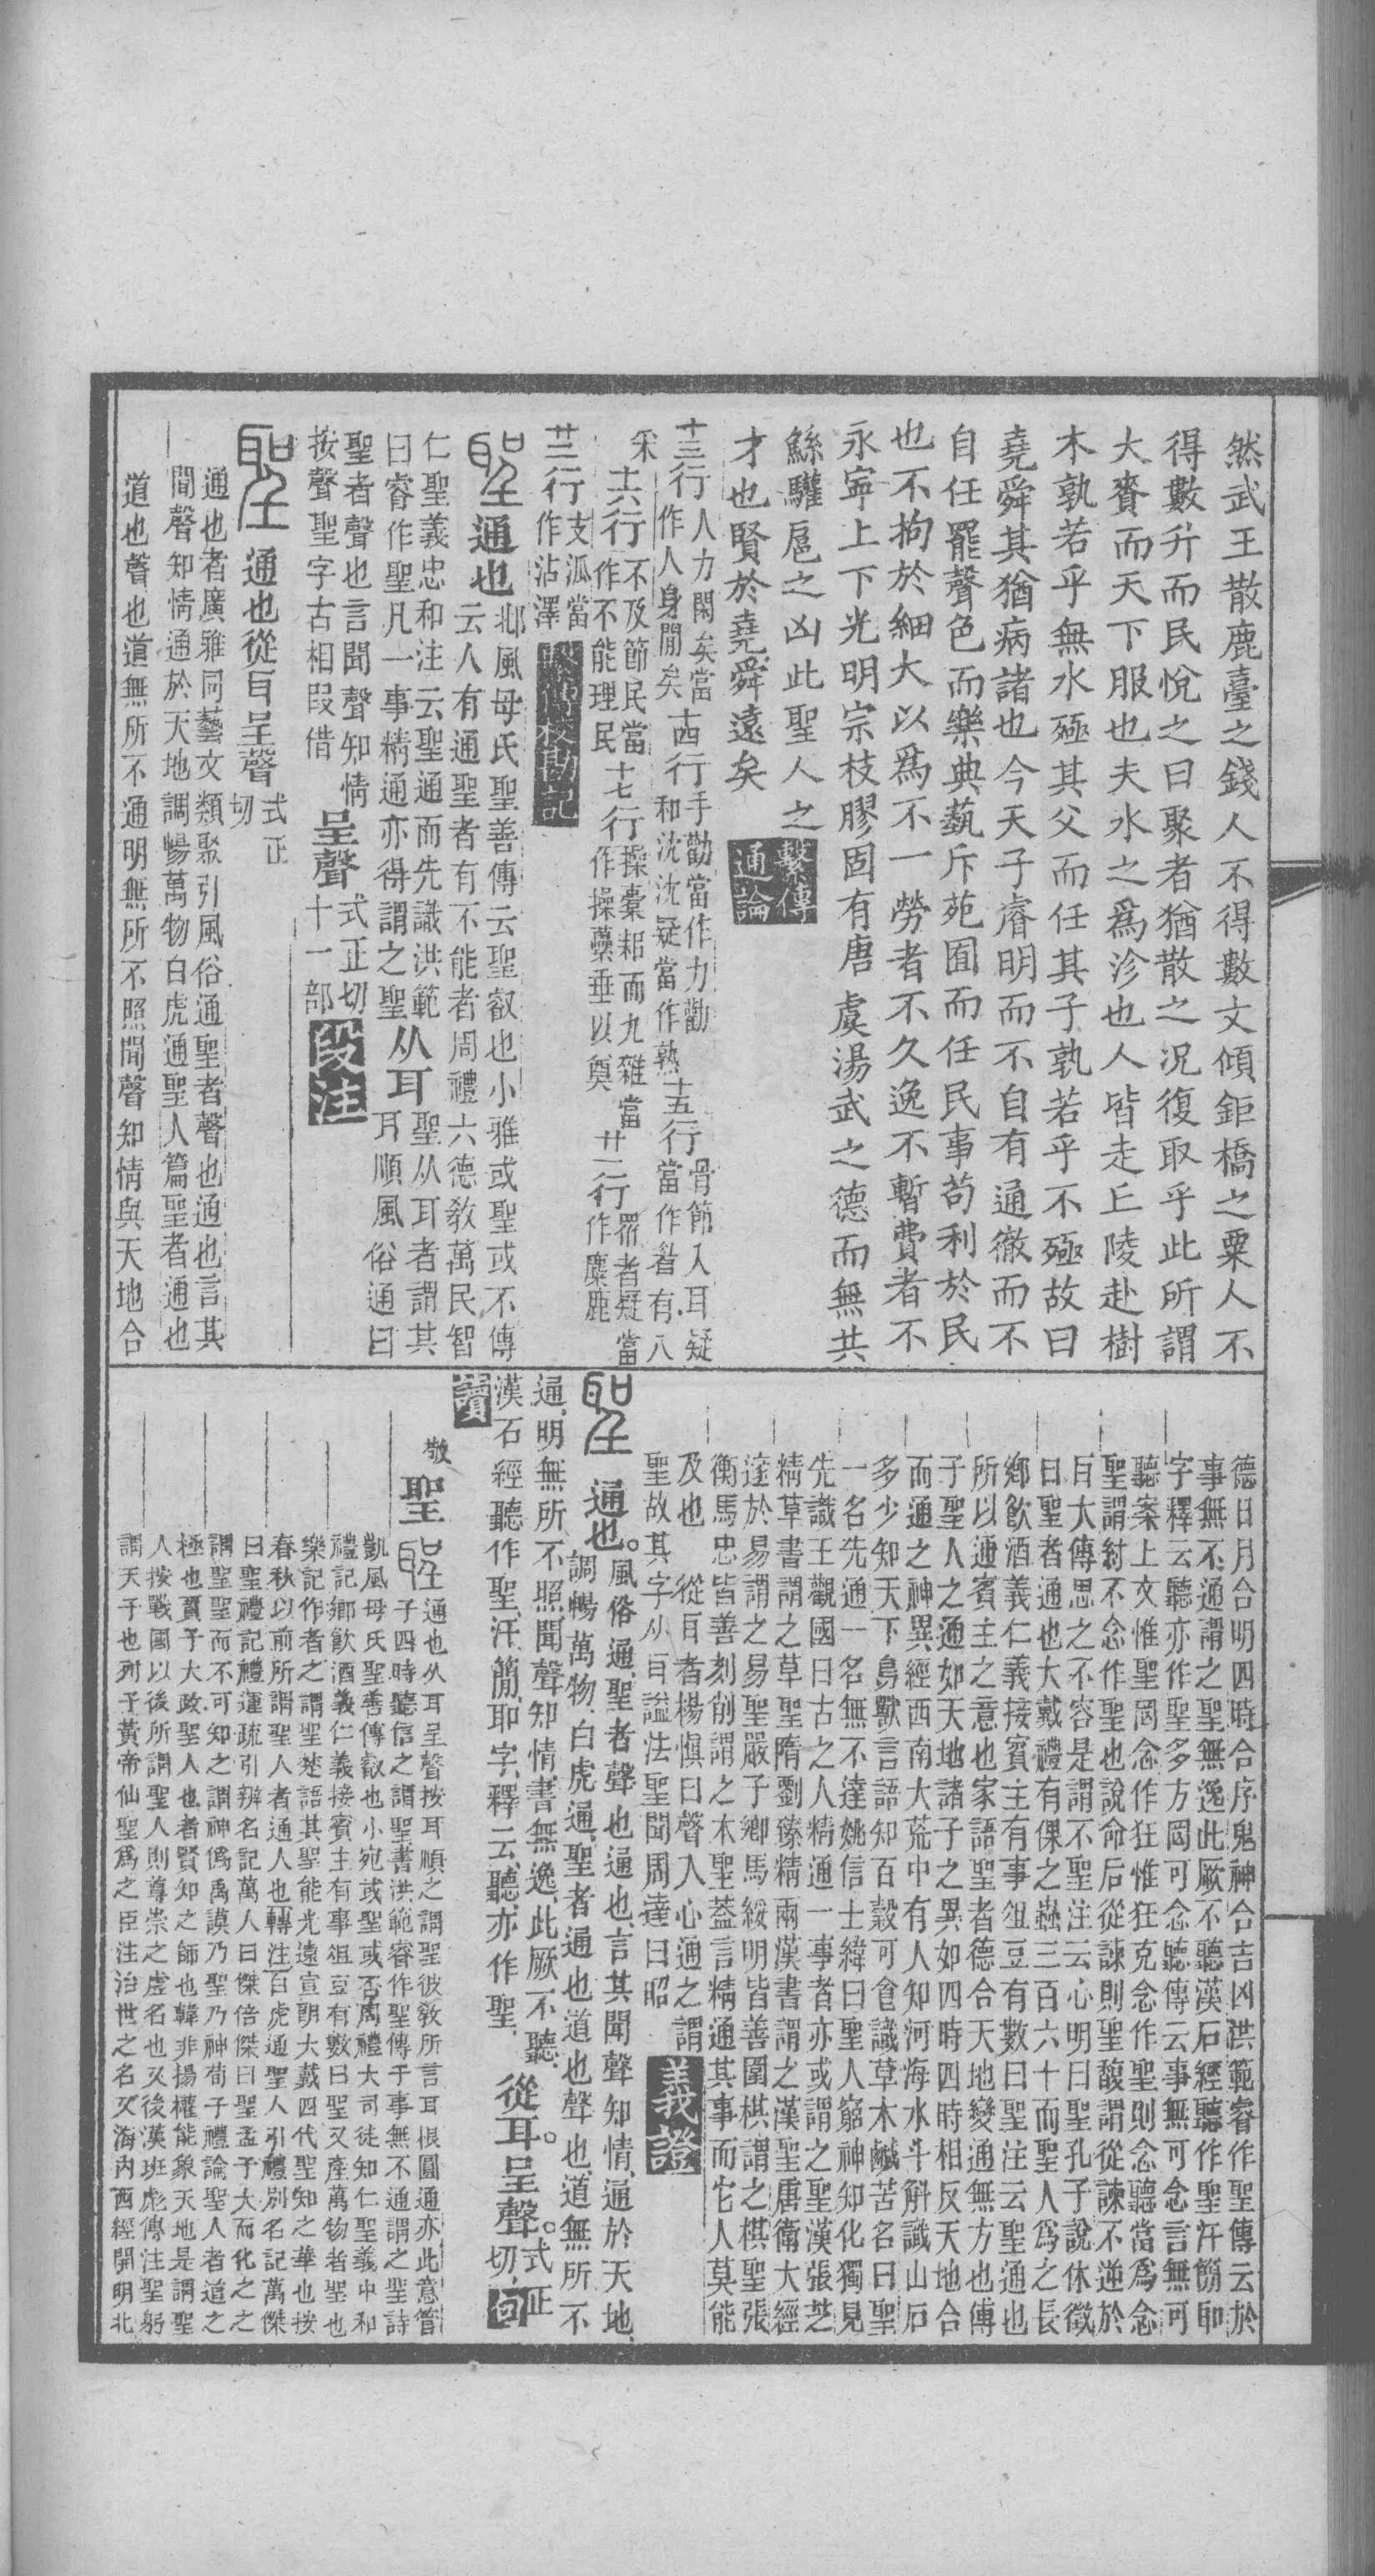 然武王散鹿臺之錢人不得數文傾鉅橋之粟人不
得數升而民悅之曰聚者猶散之況復取乎此所謂
大賚而天下服也夫水之爲沴也人皆走丘陵赴樹
木孰若乎無水殛其父而任其子孰若乎不殛故曰
堯舜其猶病諸也今天子睿明而不自有通徹而不
自任罷聲色而樂典蓺斥苑囿而任民事苟利於民
也不拘於細大以爲不一勞者不久逸不暫費者不
永寧上下光明宗枝膠固有唐虞湯武之德而無共
鯀驩扈之凶此聖人之
才也賢於堯舜遠矣
繫傳
通論
十三行人力閑矣當
作人身閒矣
十四行手勸當作力勸
和沈沈疑當作熟
十五行骨節入耳疑
當作
有八
采
十六行不及節民當
作不能理民
十七行操橐耜而九雜當
作操虆垂以
廿一行
者疑當
作麋鹿
廿三行支泒當
作沾澤
繫傳校勘記
通也
邶風母氏聖善傳云聖叡也小雅或聖或不傳
云人有通聖者有不能者周禮六德教萬民智
仁聖義忠和注云聖通而先識洪範
曰睿作聖凡一事精通亦得謂之聖
从耳
聖从耳者謂其
耳順風俗通曰
聖者聲也言聞聲知情
按聲聖字古相叚借
呈聲
式正切
十一部
段注
通也從耳呈聲
式正
切
通也者廣雅同藝文類聚引風俗通聖者聲也通也言其
聞聲知情通於天地調暢萬物白虎通聖人篇聖者通也
道也聲也道無所不通明無所不照聞聲知情與天地合
德日月合明四時合序鬼神合吉凶洪範睿作聖傳云於
事無不通謂之聖無逸此厥不聽漢石經聽作聖汗簡耶
字釋云聽亦作聖多方罔可念聽傳云事無可念言無可
聽案上文惟聖罔念作狂惟狂克念作聖則念聽當爲念
聖謂紂不念作聖也說命后從諫則聖馥謂從諫不逆於
耳大傳思之不容是謂不聖注云心明曰聖孔子說休徵
曰聖者通也大戴禮有倮之蟲三百六十而聖人爲之長
鄉飲酒義仁義接賓主有事俎豆有數曰聖注云聖通也
所以通賓主之意也家語聖者德合天地變通無方也傅
子聖人之通如天地諸子之異如四時四時相反天地合
而通之神異經西南大荒中有人知河海水斗斛識山石
多少知天下鳥獸言語知百穀可食識草木鹹苦名曰聖
一名先通一名無不達姚信士緯曰聖人窮神知化獨見
先識王觀國曰古之人精通一事者亦或謂之聖漢張芝
精草書謂之草聖隋劉臻精兩漢書謂之漢聖唐衛大經
達於易謂之易聖嚴子卿馬綏明皆善圍棋謂之棋聖張
衡馬忠皆善刻削謂之木聖蓋言精通其事而它人莫能
及也　從耳者楊慎曰聲入心通之謂
聖故其字从耳謚法聖聞周達曰昭
義證
通也。
風俗通、聖者聲也通也、言其聞聲知情、通於天地、
調暢萬物、白虎通、聖者通也道也聲也、道無所不
通、明無所不照、聞聲知情、書無逸、此厥不聽、
漢石經聽作聖、汗簡、耶字、釋云、聽、亦作聖、
從耳。呈聲。
式正
切、
句
讀
敬
聖
通也从耳呈聲按耳順之謂聖彼敎所言耳根圓通亦此意管
子四時聽信之謂聖書洪範睿作聖傳于事無不通謂之聖詩
凱風母氏聖善傳叡也小宛或聖或否周禮大司徒知仁聖義中和
禮記鄉飲酒義仁義接賓主有事俎豆有數曰聖又產萬物者聖也
樂記作者之謂聖楚語其聖能光遠宣朗大戴四代聖知之華也按
春秋以前所謂聖人者通人也轉注白虎通聖人引禮別名記萬傑
曰聖禮記禮運疏引辨名記萬人曰傑倍傑曰聖孟子大而化之之
謂聖聖而不可知之謂神僞禹謨乃聖乃神荀子禮論聖人者道之
極也賈子大政聖人也者賢知之師也韓非揚權能象天地是謂聖
人按戰國以後所謂聖人則尊崇之虛名也又後漢班彪傳注聖躬
謂天子也列子黃帝仙聖爲之臣注治世之名又海內西經開明北